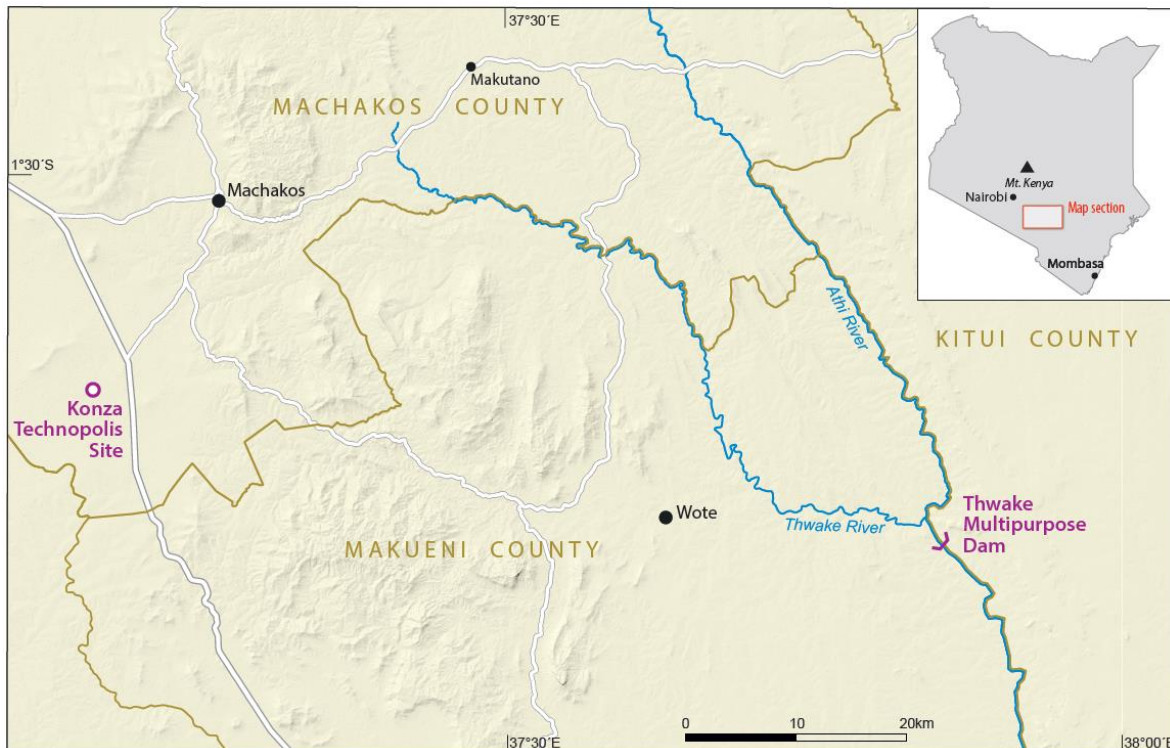 37°30´E
Makutano
MACHAKOS COUNTY
1°30´S
Machakos
Mt. Kenya
Nairobi
Map section
Mombasa
Athi River
KITUI COUNTY
Konza
Technopolis
Site
Thwake
Multipurpose
Dam
Wote
Thwake River
MAKUENI COUNTY
0 10 20km
37°30´E
38°00´E